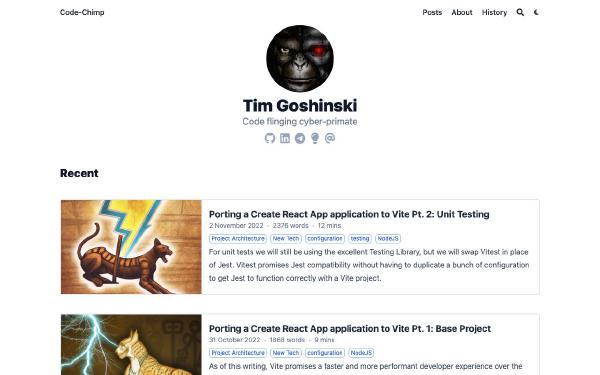 Code-Chimp
Posts About History
Tim Goshinski
Code flinging cyber-primate
Recent
Porting a Create React App application to Vite Pt. 2: Unit Testing
2 November 2022 · 2376 words · 12 mins
Project Architecture New Tech configuration testing NodeJS
For unit tests we will still be using the excellent Testing Library, but we will swap Vitest in place
of Jest. Vitest promises Jest compatibility without having to duplicate a bunch of configuration
to get Jest to function correctly with a Vite project.
Porting a Create React App application to Vite Pt. 1: Base Project
31 October 2022 · 1868 words · 9 mins
Project Architecture New Tech configuration NodeJS
As of this writing, Vite promises a faster and more performant developer experience over the